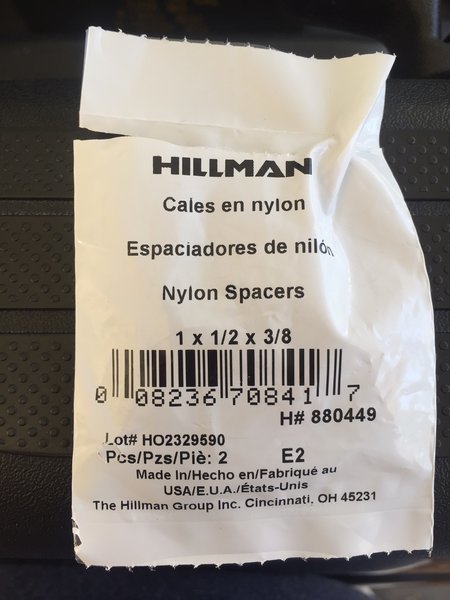 HILLMAN
Cales en nylon
Espaciadores de nilón
Nylon Spacers
1 x 1/2 x 3/8
0 08236 70841 7
H# 880449
Lot# HO2329590
Pcs/Pzs/Piè: 2 E2
Made In/Hecho en/Fabriqué au
USA/E.U.A./États-Unis
The Hillman Group Inc. Cincinnati, OH 45231